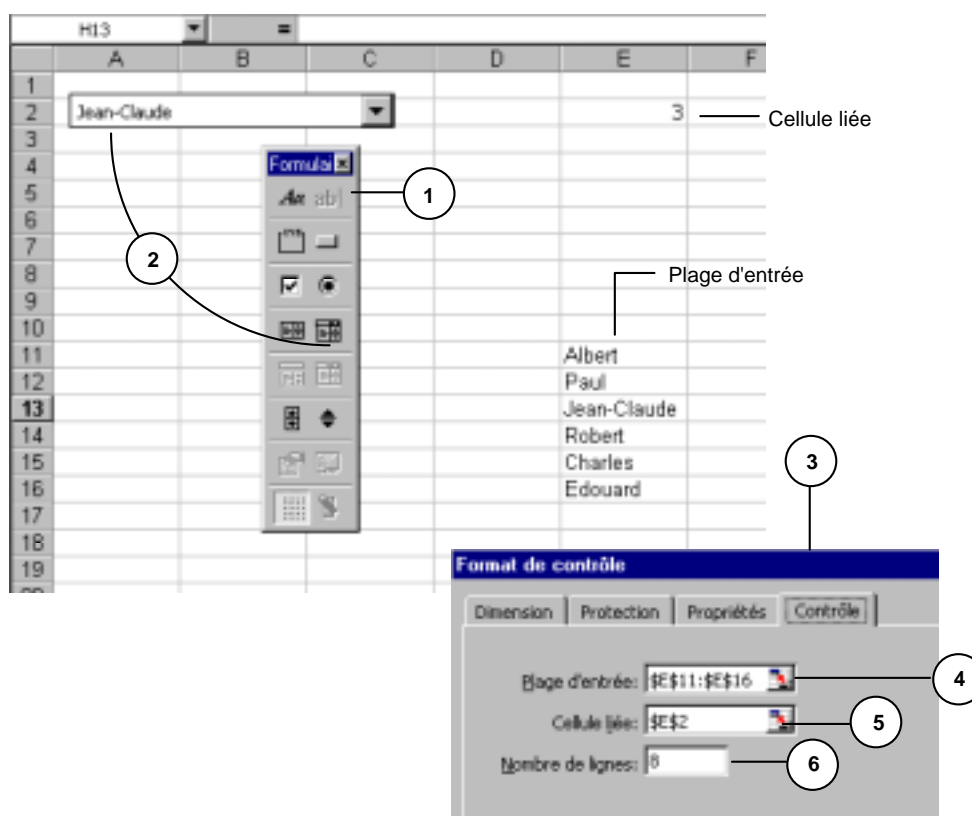 H13 =
A B C D E F
1
2 Jean-Claude 3 Cellule liée
3
4 Formulai
5 Aa ab| 1
6
7 2
8 Plage d'entrée
9
10
11 Albert
12 Paul
13 Jean-Claude
14 Robert
15 Charles 3
16 Edouard
17
18
19
Format de contrôle
Dimension Protection Propriétés Contrôle
Plage d'entrée: $E$11:$E$16 4
Cellule liée: $E$2 5
Nombre de lignes: 8 6